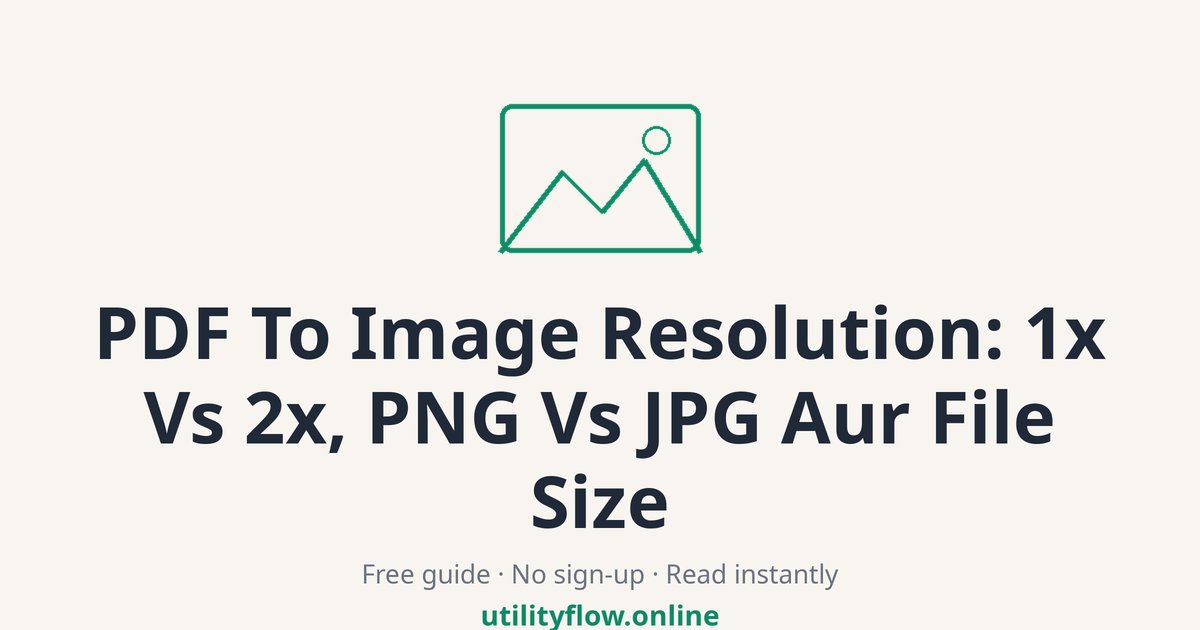 PDF To Image Resolution: 1x
Vs 2x, PNG Vs JPG Aur File
Size
Free guide · No sign-up · Read instantly
utilityflow.online